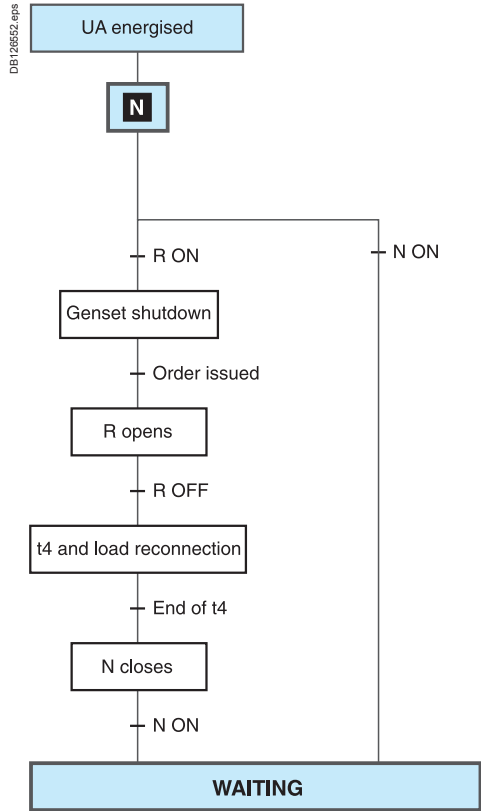 DB126552.eps
UA energised
N
R ON
N ON
Genset shutdown
Order issued
R opens
R OFF
t4 and load reconnection
End of t4
N closes
N ON
WAITING